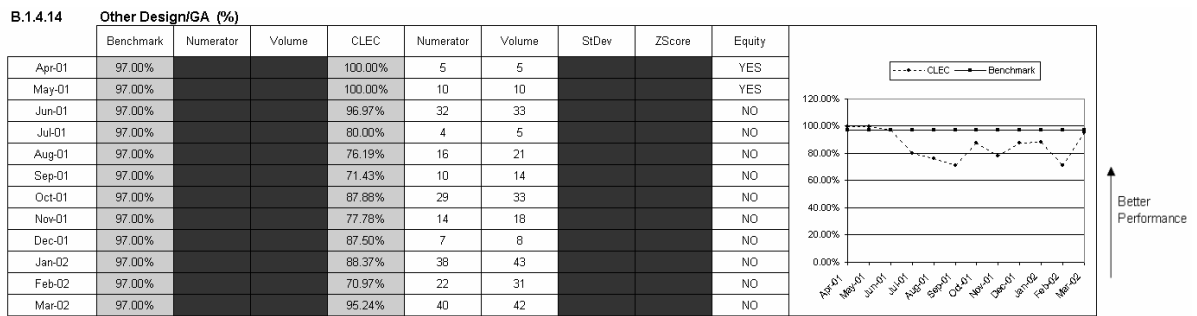 B.1.4.14 Other Design/GA (%)
Benchmark Numerator Volume CLEC Numerator Volume StDev ZScore Equity
Apr-01 97.00% 100.00% 5 5 YES
May-01 97.00% 100.00% 10 10 YES
Jun-01 97.00% 96.97% 32 33 NO
Jul-01 97.00% 80.00% 4 5 NO
Aug-01 97.00% 76.19% 16 21 NO
Sep-01 97.00% 71.43% 10 14 NO
Oct-01 97.00% 87.88% 29 33 NO
Nov-01 97.00% 77.78% 14 18 NO
Dec-01 97.00% 87.50% 7 8 NO
Jan-02 97.00% 88.37% 38 43 NO
Feb-02 97.00% 70.97% 22 31 NO
Mar-02 97.00% 95.24% 40 42 NO
CLEC Benchmark
120.00%
100.00%
80.00%
60.00%
40.00%
20.00%
0.00%
Apr-01 May-01 Jun-01 Jul-01 Aug-01 Sep-01 Oct-01 Nov-01 Dec-01 Jan-02 Feb-02 Mar-02
Better
Performance